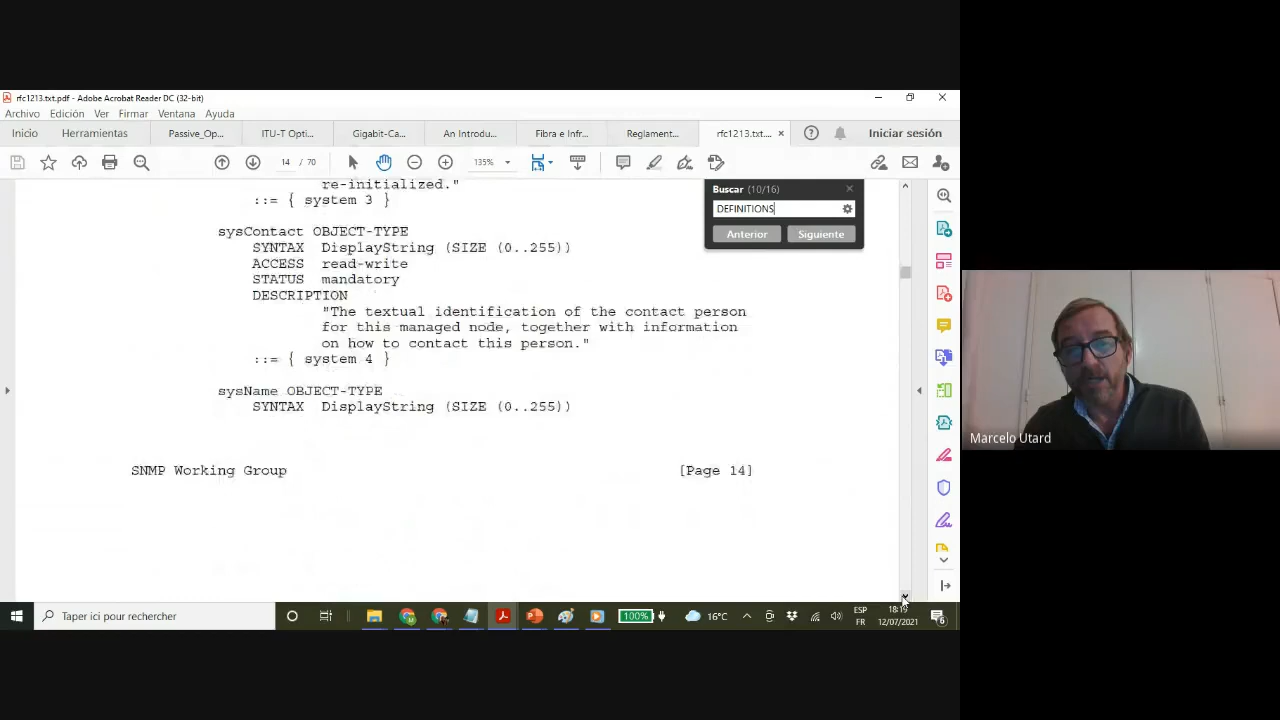 rfc1213.txt.pdf - Adobe Acrobat Reader DC (32-bit)
Archivo Edición Ver Firmar Ventana Ayuda
Inicio Herramientas Passive_Op... ITU-T Opti... Gigabit-Ca... An Introdu... Fibra e Infr... Reglament... rfc1213.txt.... Iniciar sesión
14 / 70 135%
Buscar (10/16)
DEFINITIONS
Anterior Siguiente
re-initialized."
::= { system 3 }
sysContact OBJECT-TYPE
SYNTAX DisplayString (SIZE (0..255))
ACCESS read-write
STATUS mandatory
DESCRIPTION
"The textual identification of the contact person
for this managed node, together with information
on how to contact this person."
::= { system 4 }
sysName OBJECT-TYPE
SYNTAX DisplayString (SIZE (0..255))
SNMP Working Group [Page 14]
Marcelo Utard
Taper ici pour rechercher
100%
16°C
ESP
FR
18:19
12/07/2021
6